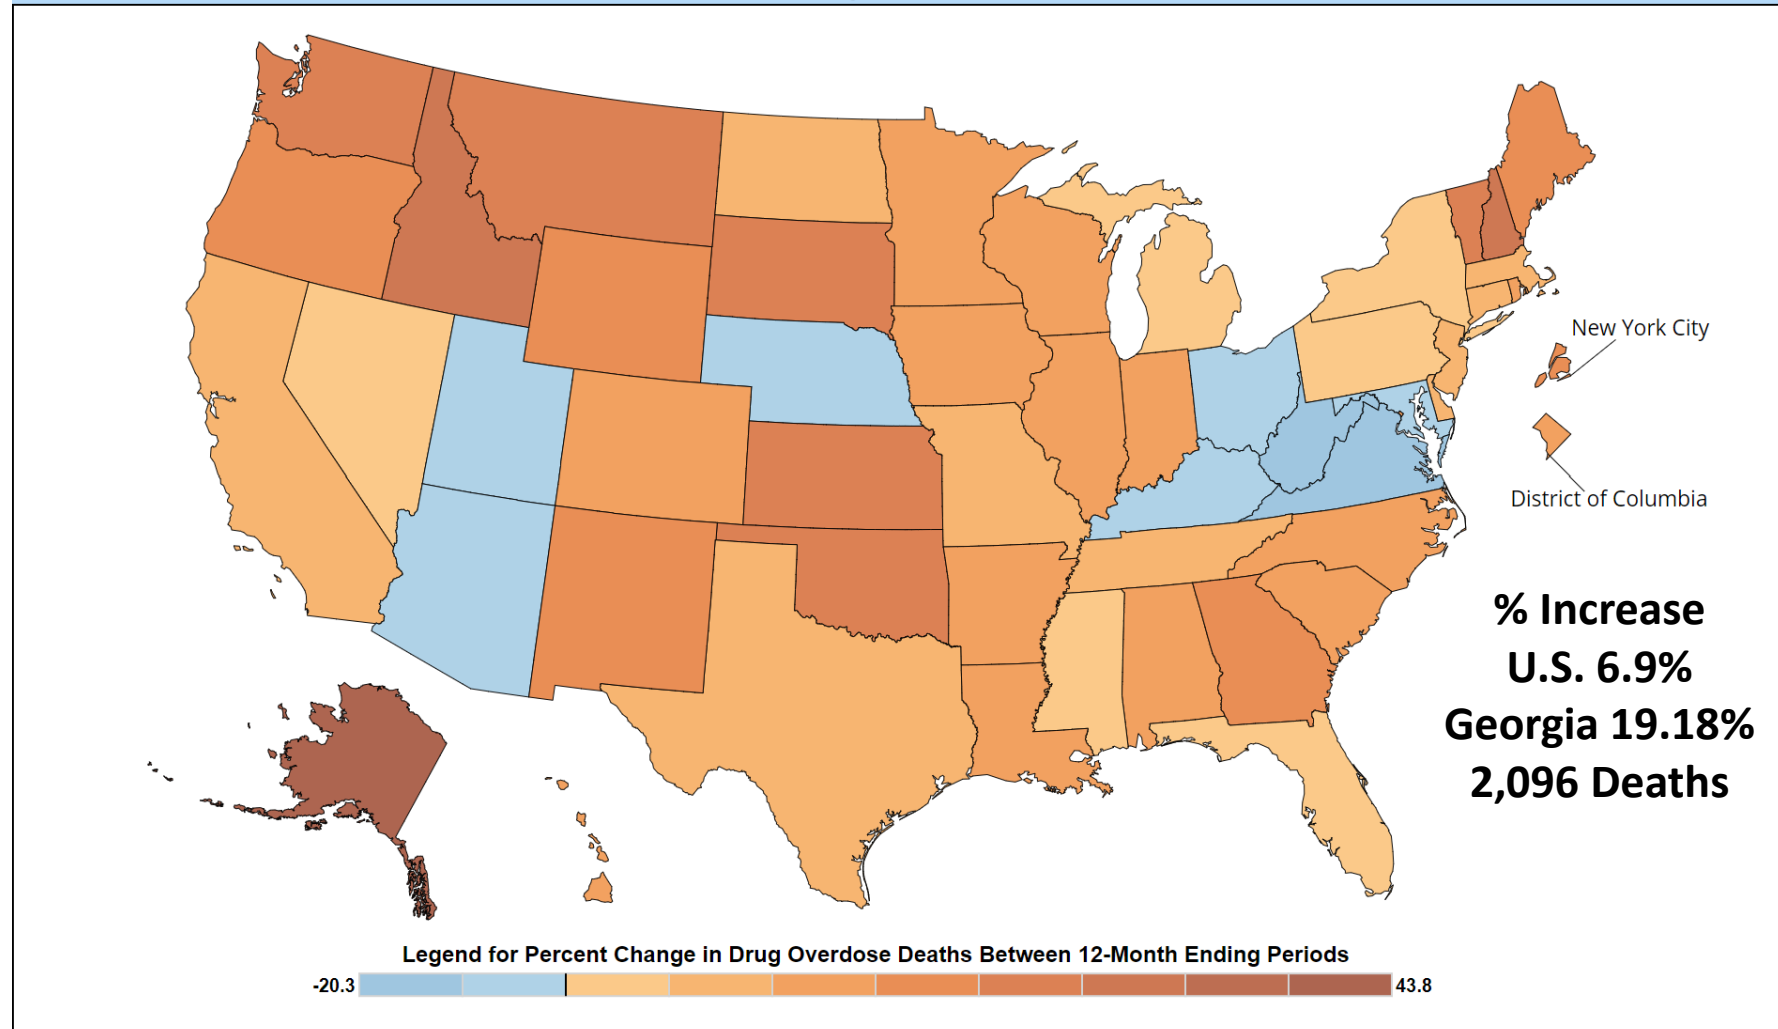 New York City
District of Columbia
% Increase
U.S. 6.9%
Georgia 19.18%
2,096 Deaths
Legend for Percent Change in Drug Overdose Deaths Between 12-Month Ending Periods
-20.3 43.8